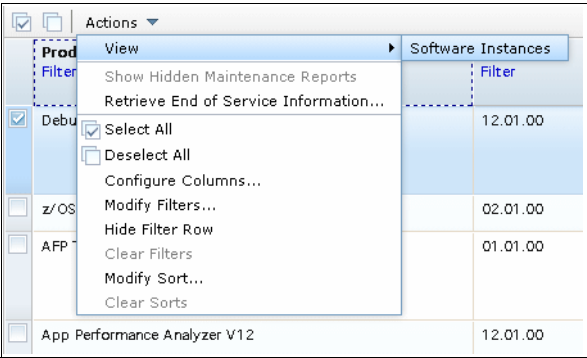 Actions
Prod View Software Instances
Filter Show Hidden Maintenance Reports Filter
Retrieve End of Service Information...
Debu Select All 12.01.00
Deselect All
Configure Columns...
z/OS Modify Filters... 02.01.00
Hide Filter Row
AFP T Clear Filters 01.01.00
Modify Sort...
Clear Sorts
App Performance Analyzer V12 12.01.00